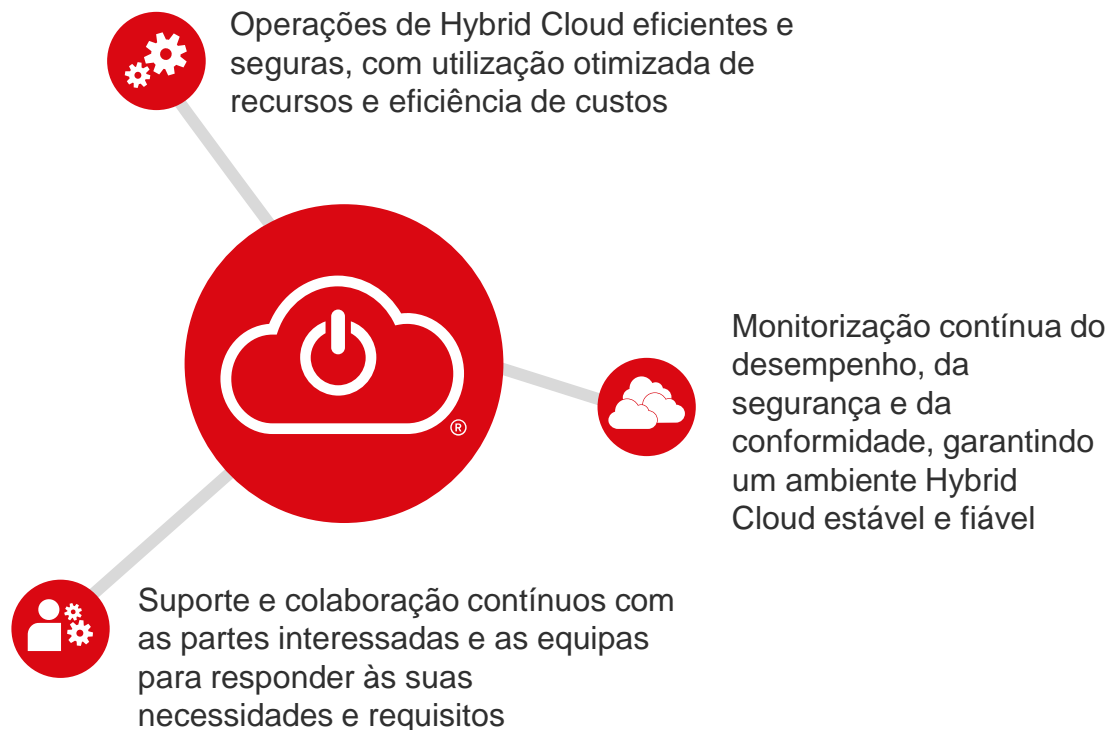 Operações de Hybrid Cloud eficientes e
seguras, com utilização otimizada de
recursos e eficiência de custos
Monitorização contínua do
desempenho, da
segurança e da
conformidade, garantindo
um ambiente Hybrid
Cloud estável e fiável
®
Suporte e colaboração contínuos com
as partes interessadas e as equipas
para responder às suas
necessidades e requisitos